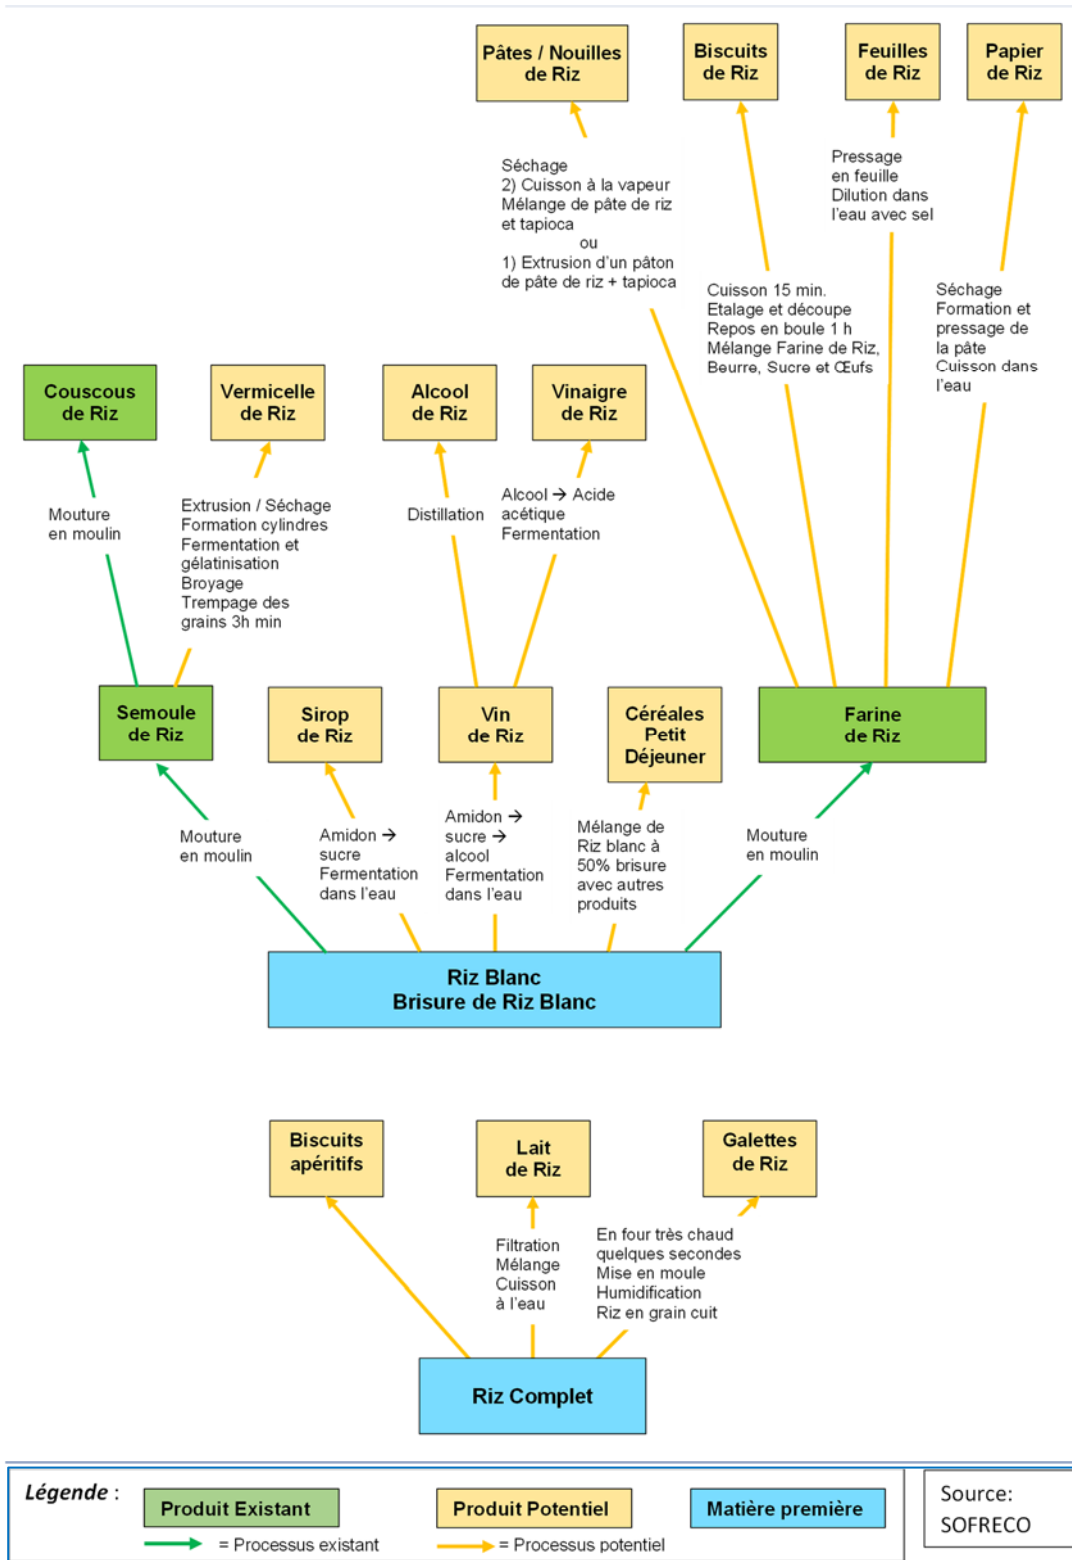 Pâtes / Nouilles
de Riz
Biscuits
de Riz
Feuilles
de Riz
Papier
de Riz
Séchage
2) Cuisson à la vapeur
Mélange de pâte de riz
et tapioca
ou
1) Extrusion d'un pâton
de pâte de riz + tapioca
Pressage
en feuille
Dilution dans
l'eau avec sel
Cuisson 15 min.
Etalage et découpe
Repos en boule 1 h
Mélange Farine de Riz,
Beurre, Sucre et Œufs
Séchage
Formation et
pressage de
la pâte
Cuisson dans
l'eau
Couscous
de Riz
Vermicelle
de Riz
Alcool
de Riz
Vinaigre
de Riz
Mouture
en moulin
Extrusion / Séchage
Formation cylindres
Fermentation et
gélatinisation
Broyage
Trempage des
grains 3h min
Distillation
Alcool → Acide
acétique
Fermentation
Semoule
de Riz
Sirop
de Riz
Vin
de Riz
Céréales
Petit
Déjeuner
Farine
de Riz
Mouture
en moulin
Amidon →
sucre
Fermentation
dans l'eau
Amidon →
sucre →
alcool
Fermentation
dans l'eau
Mélange de
Riz blanc à
50% brisure
avec autres
produits
Mouture
en moulin
Riz Blanc
Brisure de Riz Blanc
Biscuits
apéritifs
Lait
de Riz
Galettes
de Riz
Filtration
Mélange
Cuisson
à l'eau
En four très chaud
quelques secondes
Mise en moule
Humidification
Riz en grain cuit
Riz Complet
Légende :
Produit Existant
Produit Potentiel
Matière première
= Processus existant
= Processus potentiel
Source:
SOFRECO